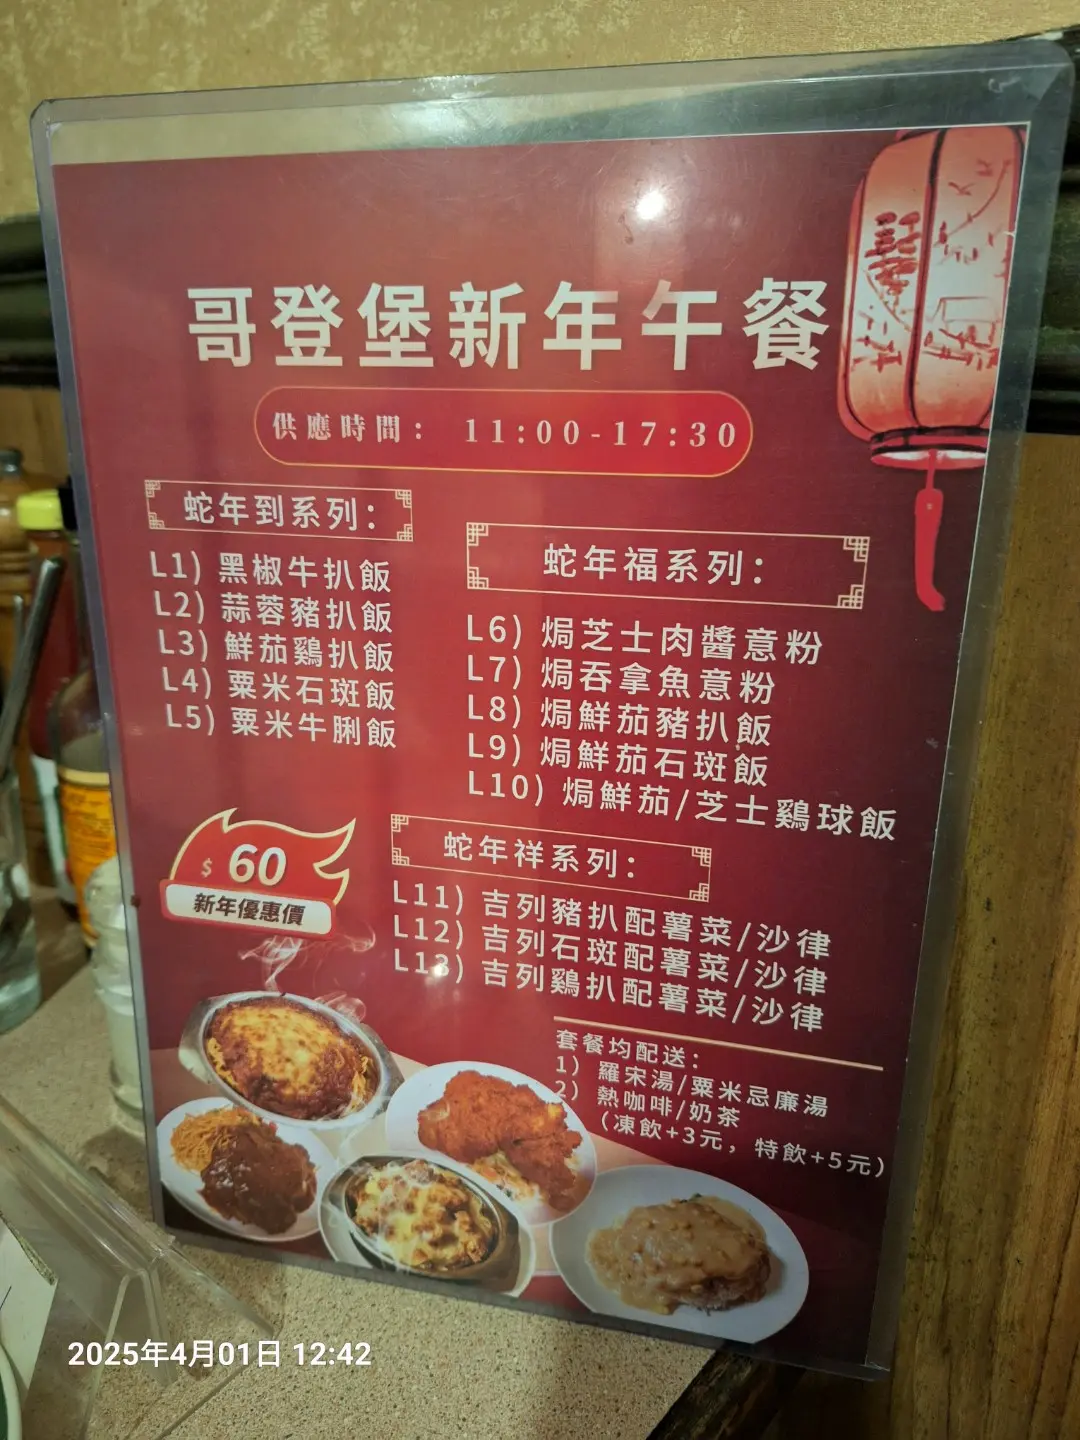 哥登堡新年午餐
供應時間： 11:00-17:30
蛇年到系列：
L1) 黑椒牛扒飯
L2) 蒜蓉豬扒飯
L3) 鮮茄鷄扒飯
L4) 粟米石斑飯
L5) 粟米牛脷飯
蛇年福系列：
L6) 焗芝士肉醬意粉
L7) 焗吞拿魚意粉
L8) 焗鮮茄豬扒飯
L9) 焗鮮茄石斑飯
L10) 焗鮮茄/芝士鷄球飯
$ 60
新年優惠價
蛇年祥系列：
L11) 吉列豬扒配薯菜/沙律
L12) 吉列石斑配薯菜/沙律
L13) 吉列鷄扒配薯菜/沙律
套餐均配送：
1) 羅宋湯/粟米忌廉湯
2) 熱咖啡/奶茶
（凍飲+3元，特飲+5元）
2025年4月01日 12:42